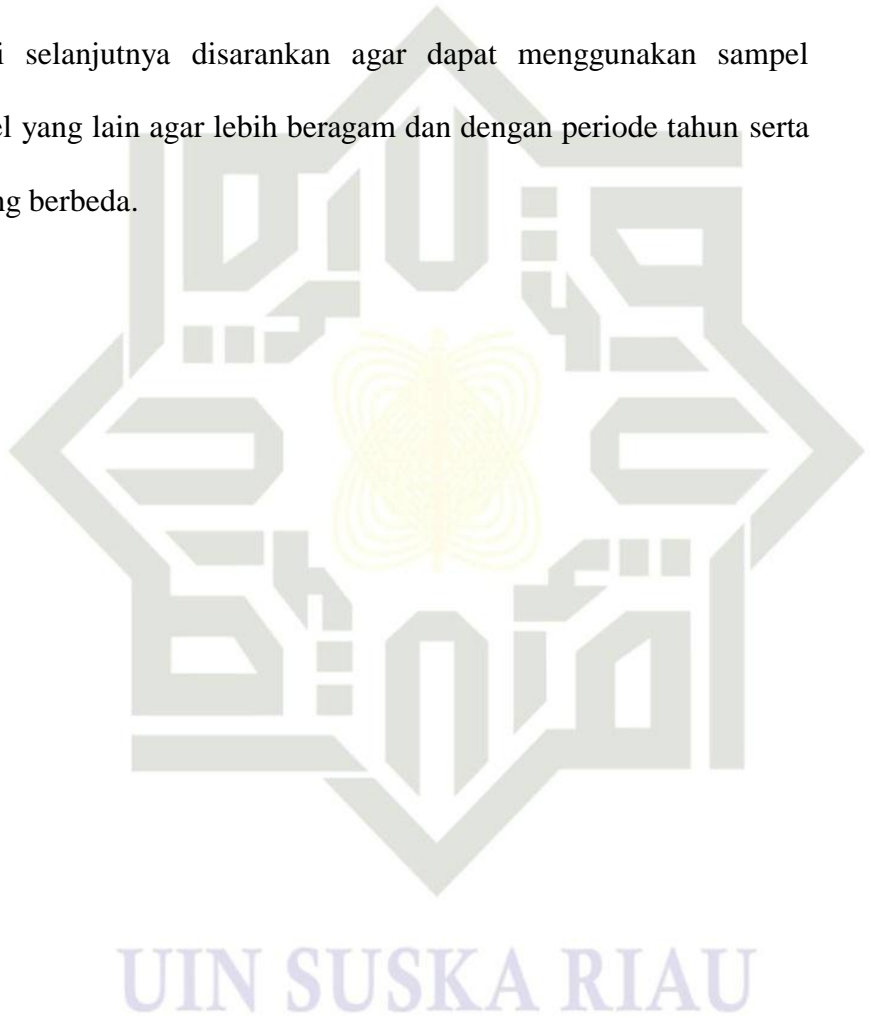 i selanjutnya disarankan agar dapat menggunakan sampel
el yang lain agar lebih beragam dan dengan periode tahun serta
ng berbeda.
UIN SUSKA RIAU